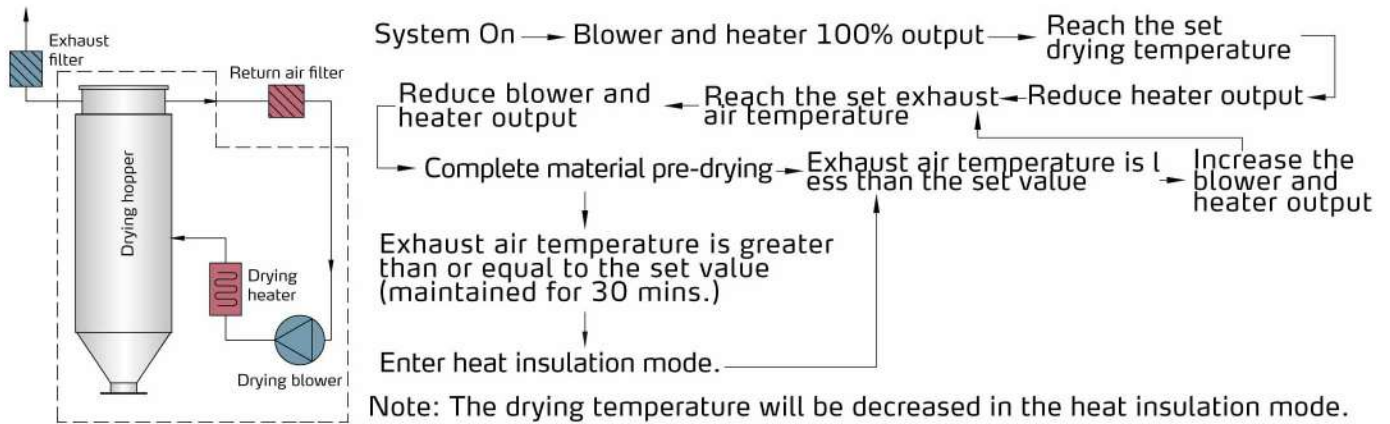 Exhaust
filter
Return air filter
Drying hopper
Drying
heater
Drying blower
System On
Blower and heater 100% output
Reach the set
drying temperature
Reduce heater output
Reach the set exhaust
air temperature
Reduce blower and
heater output
Complete material pre-drying
Exhaust air temperature is l
ess than the set value
Increase the
blower and
heater output
Exhaust air temperature is greater
than or equal to the set value
(maintained for 30 mins.)
Enter heat insulation mode.
Note: The drying temperature will be decreased in the heat insulation mode.